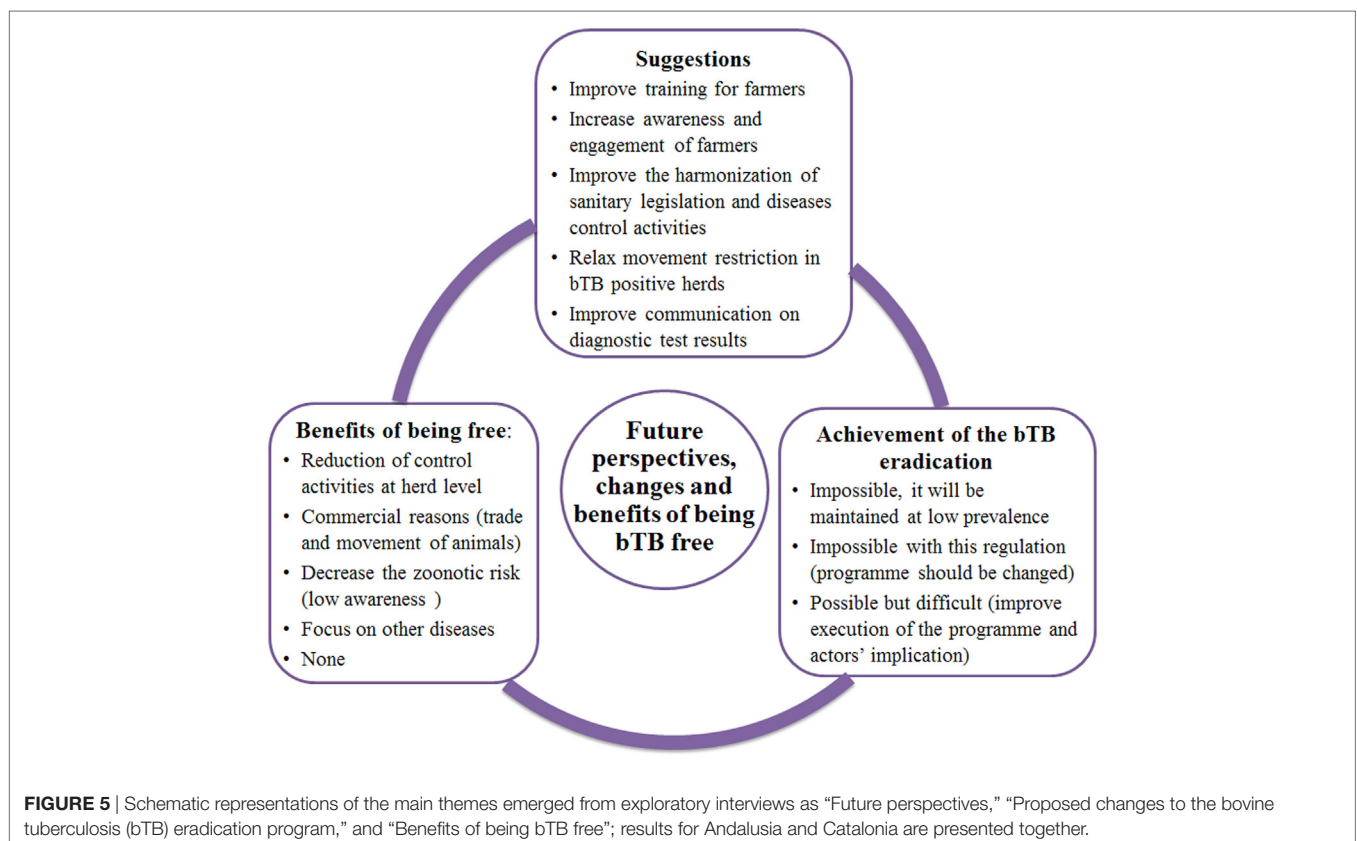 Suggestions
• Improve training for farmers
• Increase awareness and
engagement of farmers
• Improve the harmonization of
sanitary legislation and diseases
control activities
• Relax movement restriction in
bTB positive herds
• Improve communication on
diagnostic test results
Benefits of being free:
• Reduction of control
activities at herd level
• Commercial reasons (trade
and movement of animals)
• Decrease the zoonotic risk
(low awareness )
• Focus on other diseases
• None
Future
perspectives,
changes and
benefits of being
bTB free
Achievement of the bTB
eradication
• Impossible, it will be
maintained at low prevalence
• Impossible with this regulation
(programme should be changed)
• Possible but difficult (improve
execution of the programme and
actors’ implication)
FIGURE 5 | Schematic representations of the main themes emerged from exploratory interviews as “Future perspectives,” “Proposed changes to the bovine
tuberculosis (bTB) eradication program,” and “Benefits of being bTB free”; results for Andalusia and Catalonia are presented together.